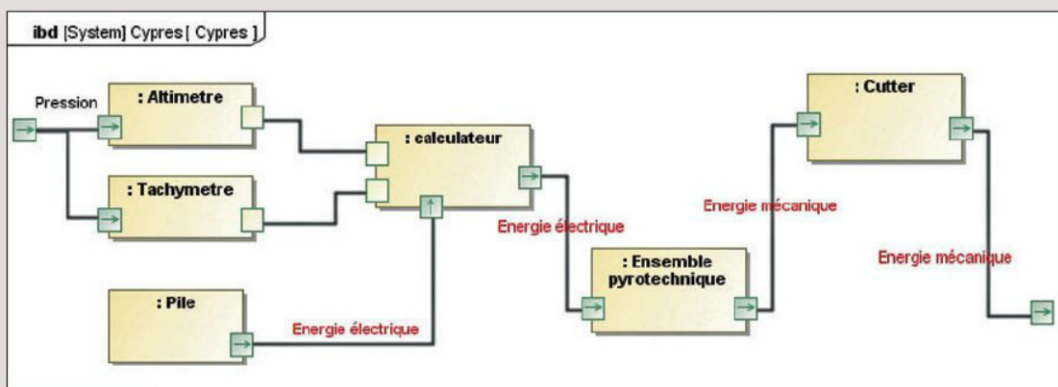 ibd [System] Cypres [ Cypres ]
Pression
: Altimetre
: Tachymetre
: Pile
: calculateur
Energie électrique
Energie électrique
: Ensemble
pyrotechnique
Energie mécanique
: Cutter
Energie mécanique